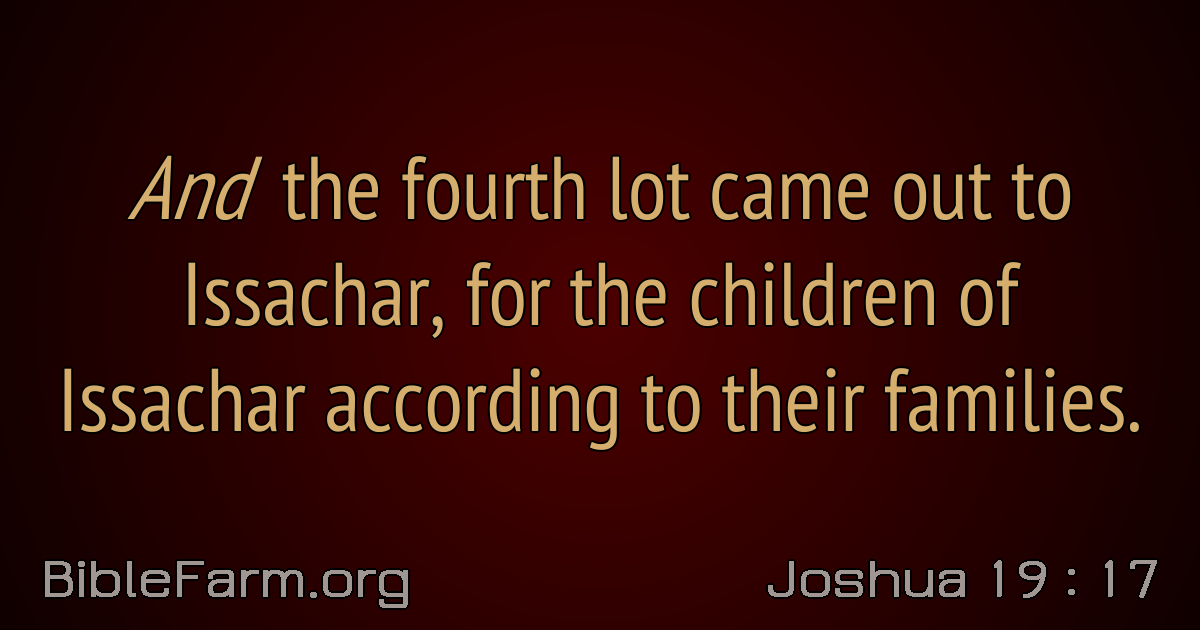 And the fourth lot came out to
Issachar, for the children of
Issachar according to their families.
BibleFarm.org
Joshua 19 : 17